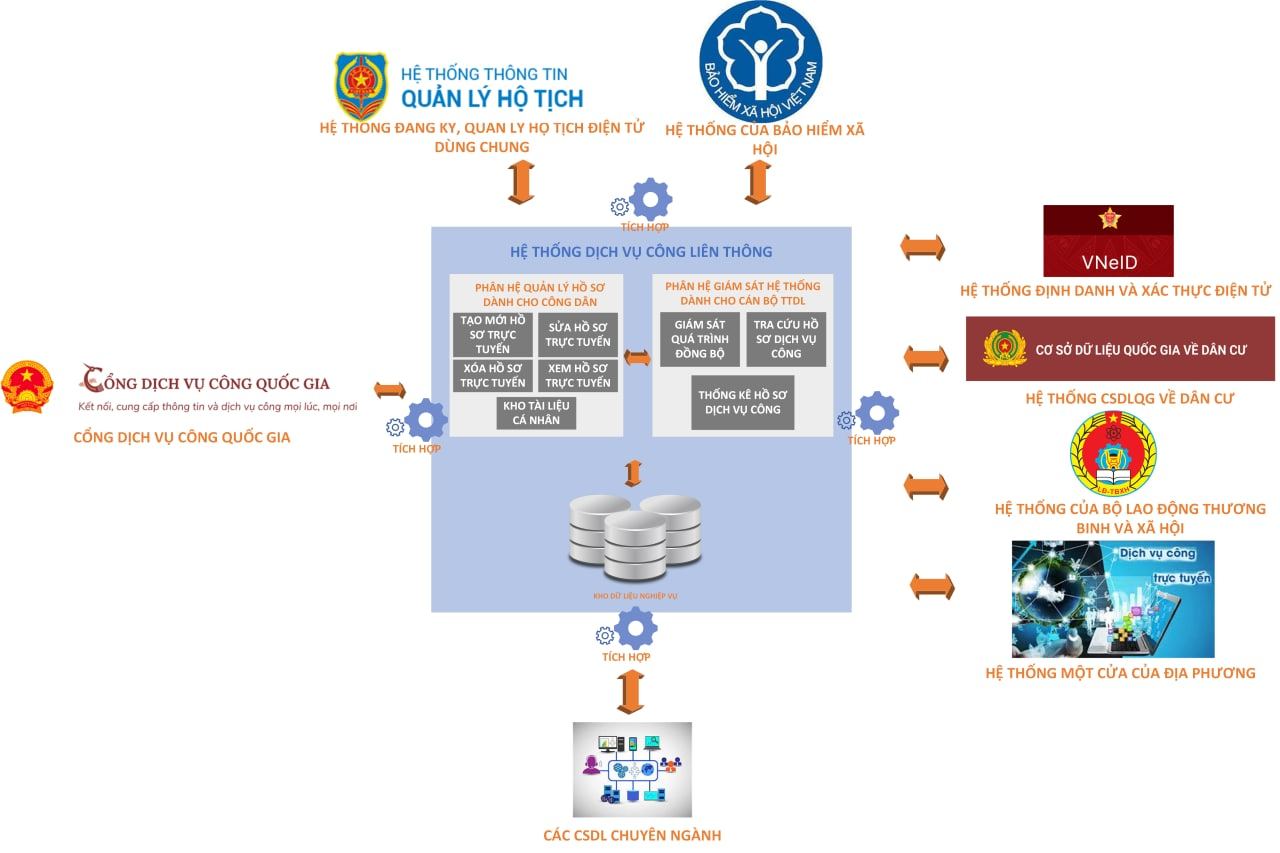 HỆ THỐNG THÔNG TIN
QUẢN LÝ HỘ TỊCH
HỆ THỐNG ĐANG KÝ, QUAN LY HỌ TỊCH ĐIỆN TỬ
DÙNG CHUNG
BẢO HIỂM XÃ HỘI VIỆT NAM
HỆ THỐNG CỦA BẢO HIỂM XÃ
HỘI
TÍCH HỢP
HỆ THỐNG DỊCH VỤ CÔNG LIÊN THÔNG
PHÂN HỆ QUẢN LÝ HỒ SƠ
DÀNH CHO CÔNG DÂN
TẠO MỚI HỒ
SƠ TRỰC
TUYẾN
SỬA HỒ SƠ
TRỰC TUYẾN
XÓA HỒ SƠ
TRỰC TUYẾN
XEM HỒ SƠ
TRỰC TUYẾN
KHO TÀI LIỆU
CÁ NHÂN
PHÂN HỆ GIÁM SÁT HỆ THỐNG
DÀNH CHO CÁN BỘ TTDL
GIÁM SÁT
QUÁ TRÌNH
ĐỒNG BỘ
TRA CỨU HỒ
SƠ DỊCH VỤ
CÔNG
THỐNG KÊ HỒ SƠ
DỊCH VỤ CÔNG
KHO DỮ LIỆU NGHIỆP VỤ
CỔNG DỊCH VỤ CÔNG QUỐC GIA
Kết nối, cung cấp thông tin và dịch vụ công mọi lúc, mọi nơi
CỔNG DỊCH VỤ CÔNG QUỐC GIA
TÍCH HỢP
TÍCH HỢP
VNeID
HỆ THỐNG ĐỊNH DANH VÀ XÁC THỰC ĐIỆN TỬ
CƠ SỞ DỮ LIỆU QUỐC GIA VỀ DÂN CƯ
HỆ THỐNG CSDLQG VỀ DÂN CƯ
LĐ-TBXH
HỆ THỐNG CỦA BỘ LAO ĐỘNG THƯƠNG
BINH VÀ XÃ HỘI
Dịch vụ công
trực tuyến
HỆ THỐNG MỘT CỬA CỦA ĐỊA PHƯƠNG
TÍCH HỢP
CÁC CSDL CHUYÊN NGÀNH